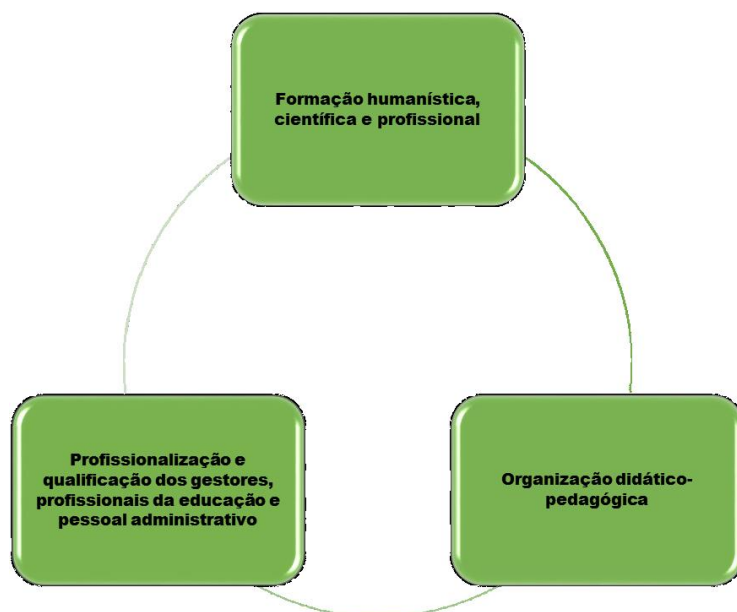 Formação humanística,
científica e profissional
Profissionalização e
qualificação dos gestores,
profissionais da educação e
pessoal administrativo
Organização didático-
pedagógica